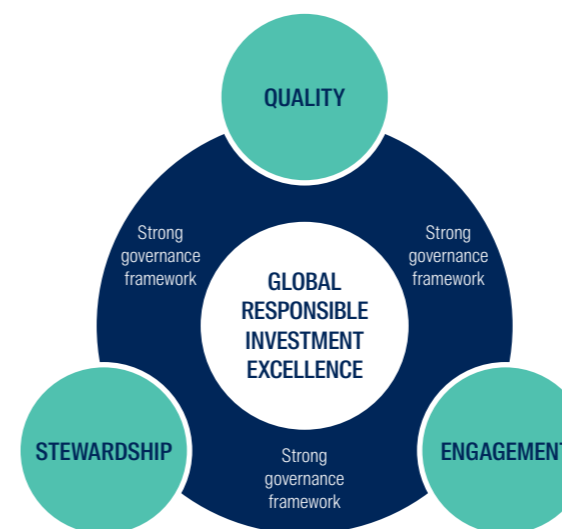 QUALITY
Strong
governance
framework
Strong
governance
framework
GLOBAL
RESPONSIBLE
INVESTMENT
EXCELLENCE
STEWARDSHIP
ENGAGEMENT
Strong
governance
framework